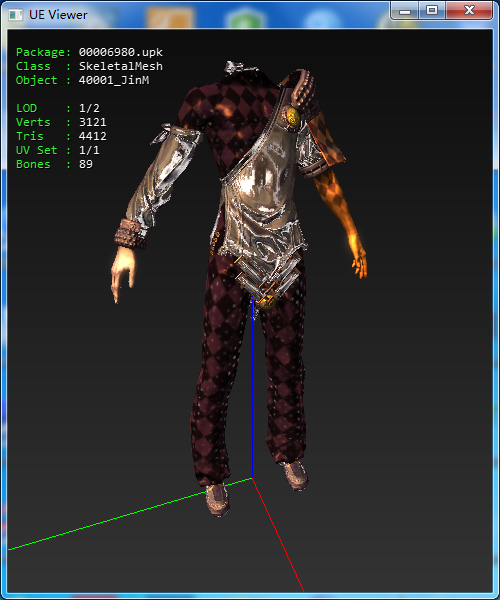 UE Viewer
Package: 00006980.upk
Class : SkeletalMesh
Object : 40001_JinM
LOD : 1/2
Verts : 3121
Tris : 4412
UV Set : 1/1
Bones : 89